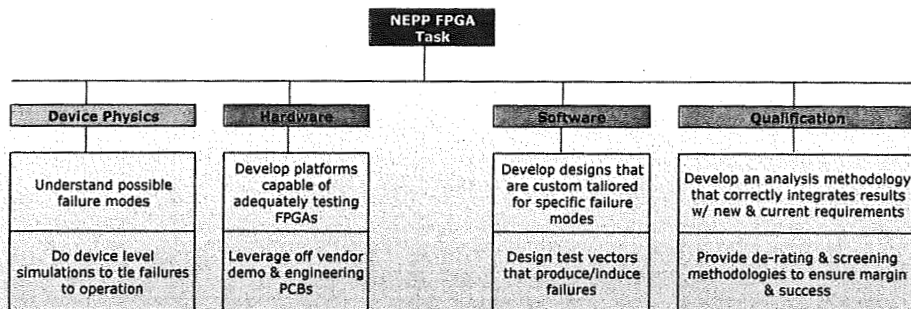 NEPP FPGA
Task
Device Physics
Understand possible
failure modes
Do device level
simulations to tie failures
to operation
Hardware
Develop platforms
capable of
adequately testing
FPGAs
Leverage off vendor
demo & engineering
PCBs
Software
Develop designs that
are custom tailored
for specific failure
modes
Design test vectors
that produce/induce
failures
Qualification
Develop an analysis methodology
that correctly integrates results
w/ new & current requirements
Provide de-rating & screening
methodologies to ensure margin
& success